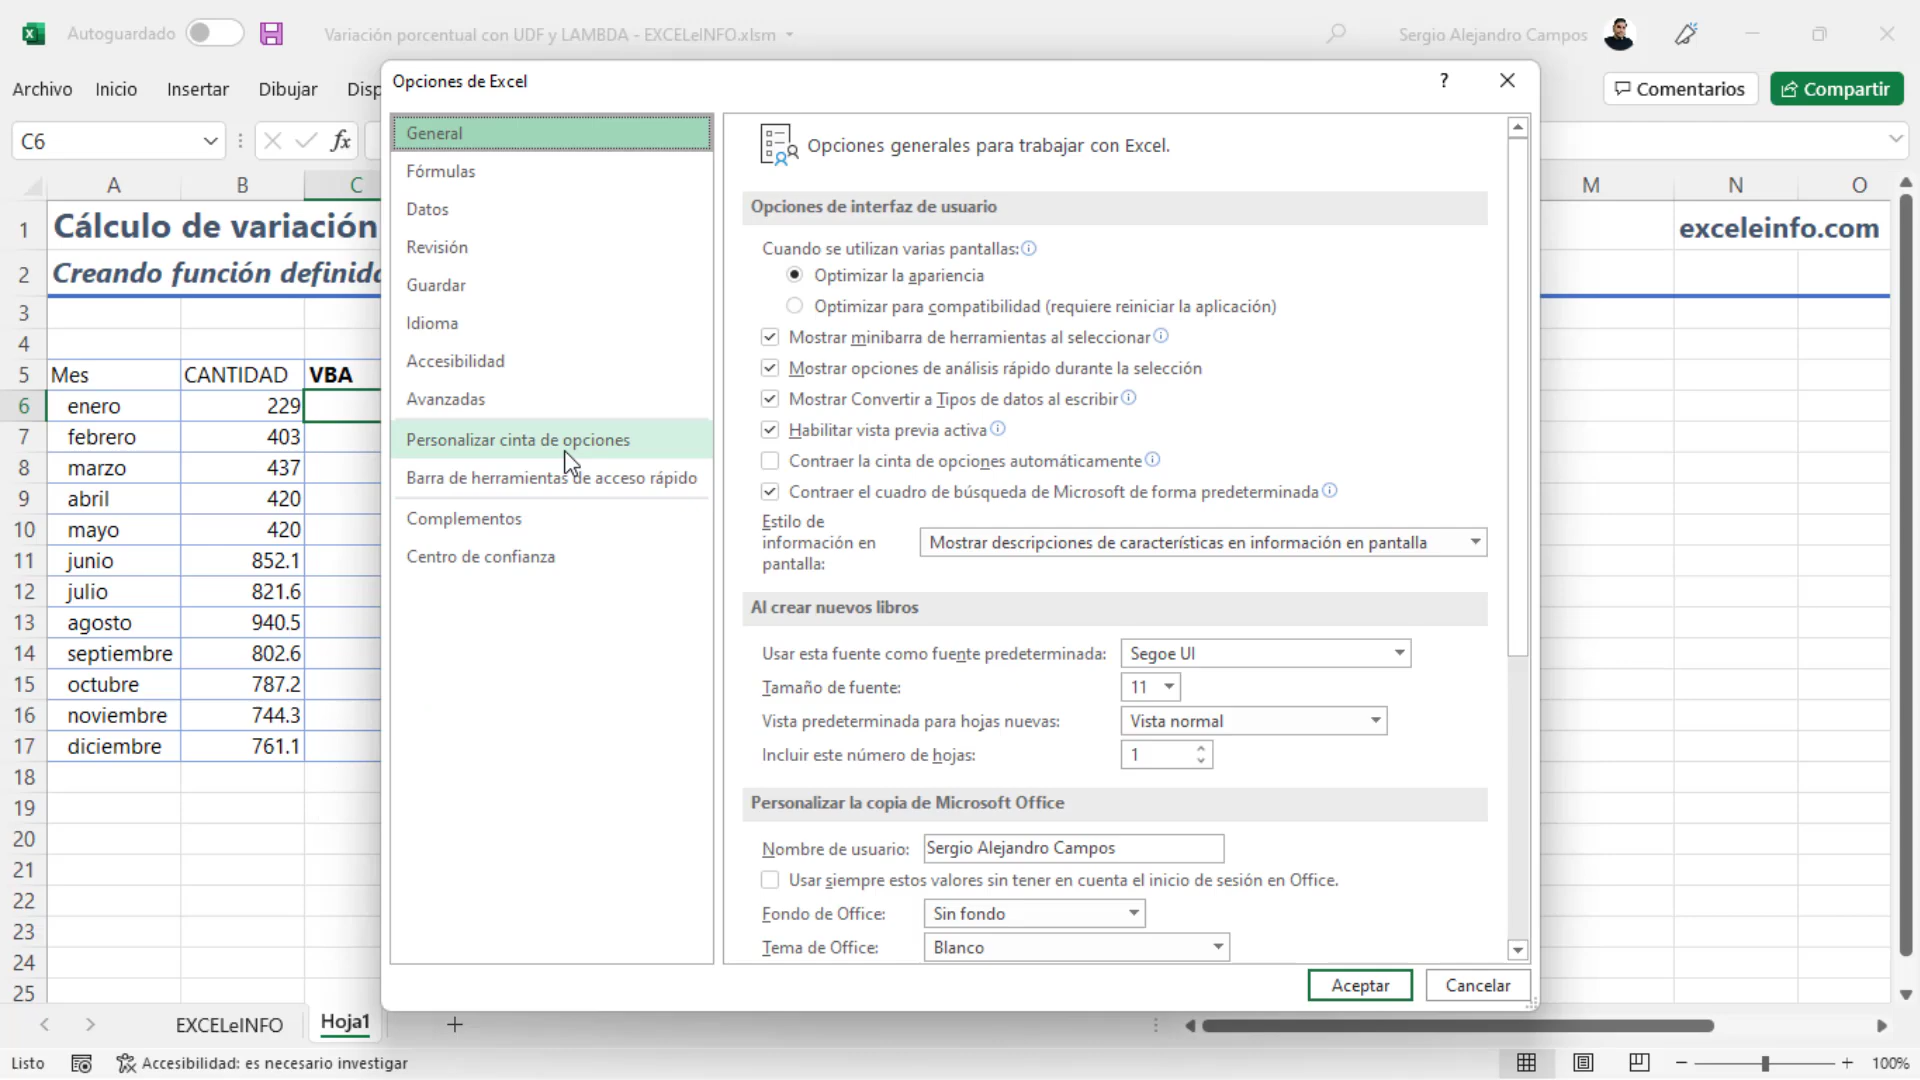 Autoguardado
Variación porcentual con UDF y LAMBDA - EXCELeINFO.xlsm
Sergio Alejandro Campos
Archivo Inicio Insertar Dibujar Disp
Comentarios Compartir
C6
fx
A B C M N O
1 Cálculo de variación exceleinfo.com
2 Creando función definida
3
4
5 Mes CANTIDAD VBA
6 enero 229
7 febrero 403
8 marzo 437
9 abril 420
10 mayo 420
11 junio 852.1
12 julio 821.6
13 agosto 940.5
14 septiembre 802.6
15 octubre 787.2
16 noviembre 744.3
17 diciembre 761.1
18
19
20
21
22
23
24
25
Opciones de Excel ?
General
Fórmulas
Datos
Revisión
Guardar
Idioma
Accesibilidad
Avanzadas
Personalizar cinta de opciones
Barra de herramientas de acceso rápido
Complementos
Centro de confianza
Opciones generales para trabajar con Excel.
Opciones de interfaz de usuario
Cuando se utilizan varias pantallas:
Optimizar la apariencia
Optimizar para compatibilidad (requiere reiniciar la aplicación)
Mostrar minibarra de herramientas al seleccionar
Mostrar opciones de análisis rápido durante la selección
Mostrar Convertir a Tipos de datos al escribir
Habilitar vista previa activa
Contraer la cinta de opciones automáticamente
Contraer el cuadro de búsqueda de Microsoft de forma predeterminada
Estilo de
información en
pantalla:
Mostrar descripciones de características en información en pantalla
Al crear nuevos libros
Usar esta fuente como fuente predeterminada: Segoe UI
Tamaño de fuente: 11
Vista predeterminada para hojas nuevas: Vista normal
Incluir este número de hojas: 1
Personalizar la copia de Microsoft Office
Nombre de usuario: Sergio Alejandro Campos
Usar siempre estos valores sin tener en cuenta el inicio de sesión en Office.
Fondo de Office: Sin fondo
Tema de Office: Blanco
Aceptar Cancelar
EXCELeINFO Hoja1
Listo Accesibilidad: es necesario investigar 100%